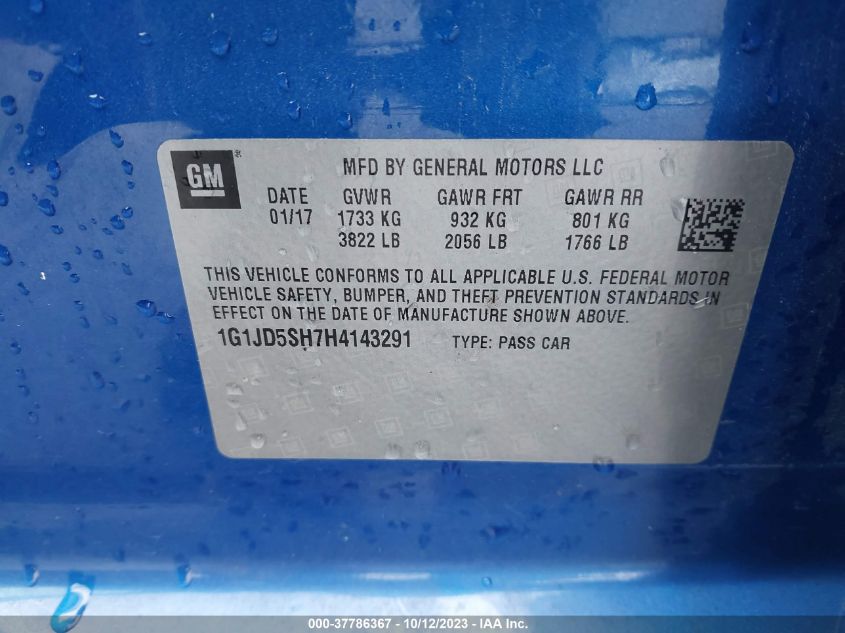 GM
MFD BY GENERAL MOTORS LLC
DATE GVWR GAWR FRT GAWR RR
01/17 1733 KG 932 KG 801 KG
3822 LB 2056 LB 1766 LB
THIS VEHICLE CONFORMS TO ALL APPLICABLE U.S. FEDERAL MOTOR
VEHICLE SAFETY, BUMPER, AND THEFT PREVENTION STANDARDS IN
EFFECT ON THE DATE OF MANUFACTURE SHOWN ABOVE.
1G1JD5SH7H4143291 TYPE: PASS CAR
000-37786367 - 10/12/2023 - IAA Inc.